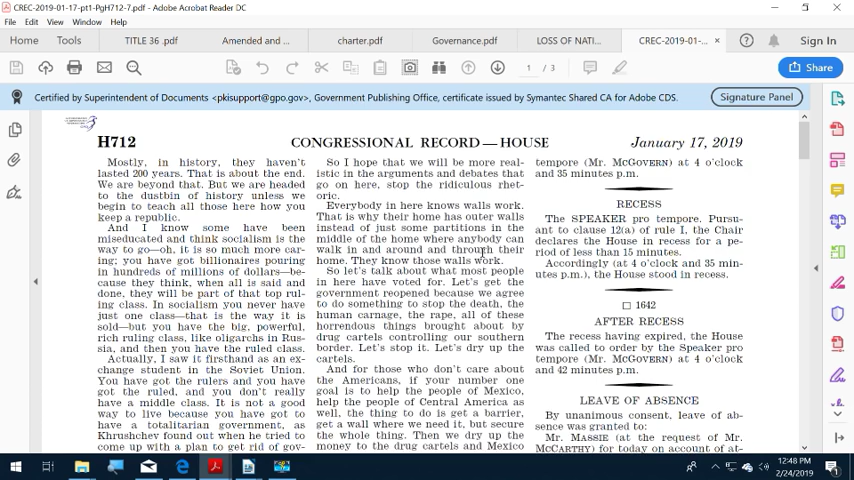 CREC-2019-01-17-pt1-PgH712-7.pdf - Adobe Acrobat Reader DC
File Edit View Window Help
Home Tools TITLE 36 .pdf Amended and ... charter.pdf Governance.pdf LOSS OF NATI... CREC-2019-01-... × Sign In
1 / 3 Share
Certified by Superintendent of Documents <pkisupport@gpo.gov>, Government Publishing Office, certificate issued by Symantec Shared CA for Adobe CDS. Signature Panel
H712 CONGRESSIONAL RECORD — HOUSE January 17, 2019
Mostly, in history, they haven't
lasted 200 years. That is about the end.
We are beyond that. But we are headed
to the dustbin of history unless we
begin to teach all those here how you
keep a republic.
And I know some have been
miseducated and think socialism is the
way to go—oh, it is so much more car-
ing; you have got billionaires pouring
in hundreds of millions of dollars—be-
cause they think, when all is said and
done, they will be part of that top rul-
ing class. In socialism you never have
just one class—that is the way it is
sold—but you have the big, powerful,
rich ruling class, like oligarchs in Rus-
sia, and then you have the ruled class.
Actually, I saw it firsthand as an ex-
change student in the Soviet Union.
You have got the rulers and you have
got the ruled, and you don't really
have a middle class. It is not a good
way to live because you have got to
have a totalitarian government, as
Khrushchev found out when he tried to
come up with a plan to get rid of gov-
So I hope that we will be more real-
istic in the arguments and debates that
go on here, stop the ridiculous rhet-
oric.
Everybody in here knows walls work.
That is why their home has outer walls
instead of just some partitions in the
middle of the home where anybody can
walk in and around and through their
home. They know those walls work.
So let's talk about what most people
in here have voted for. Let's get the
government reopened because we agree
to do something to stop the death, the
human carnage, the rape, all of these
horrendous things brought about by
drug cartels controlling our southern
border. Let's stop it. Let's dry up the
cartels.
And for those who don't care about
the Americans, if your number one
goal is to help the people of Mexico,
help the people of Central America as
well, the thing to do is get a barrier,
get a wall where we need it, but secure
the whole thing. Then we dry up the
money to the drug cartels and Mexico
tempore (Mr. MCGOVERN) at 4 o'clock
and 35 minutes p.m.
RECESS
The SPEAKER pro tempore. Pursu-
ant to clause 12(a) of rule I, the Chair
declares the House in recess for a pe-
riod of less than 15 minutes.
Accordingly (at 4 o'clock and 35 min-
utes p.m.), the House stood in recess.
□ 1642
AFTER RECESS
The recess having expired, the House
was called to order by the Speaker pro
tempore (Mr. MCGOVERN) at 4 o'clock
and 42 minutes p.m.
LEAVE OF ABSENCE
By unanimous consent, leave of ab-
sence was granted to:
Mr. MASSIE (at the request of Mr.
MCCARTHY) for today on account of at-
12:48 PM
2/24/2019